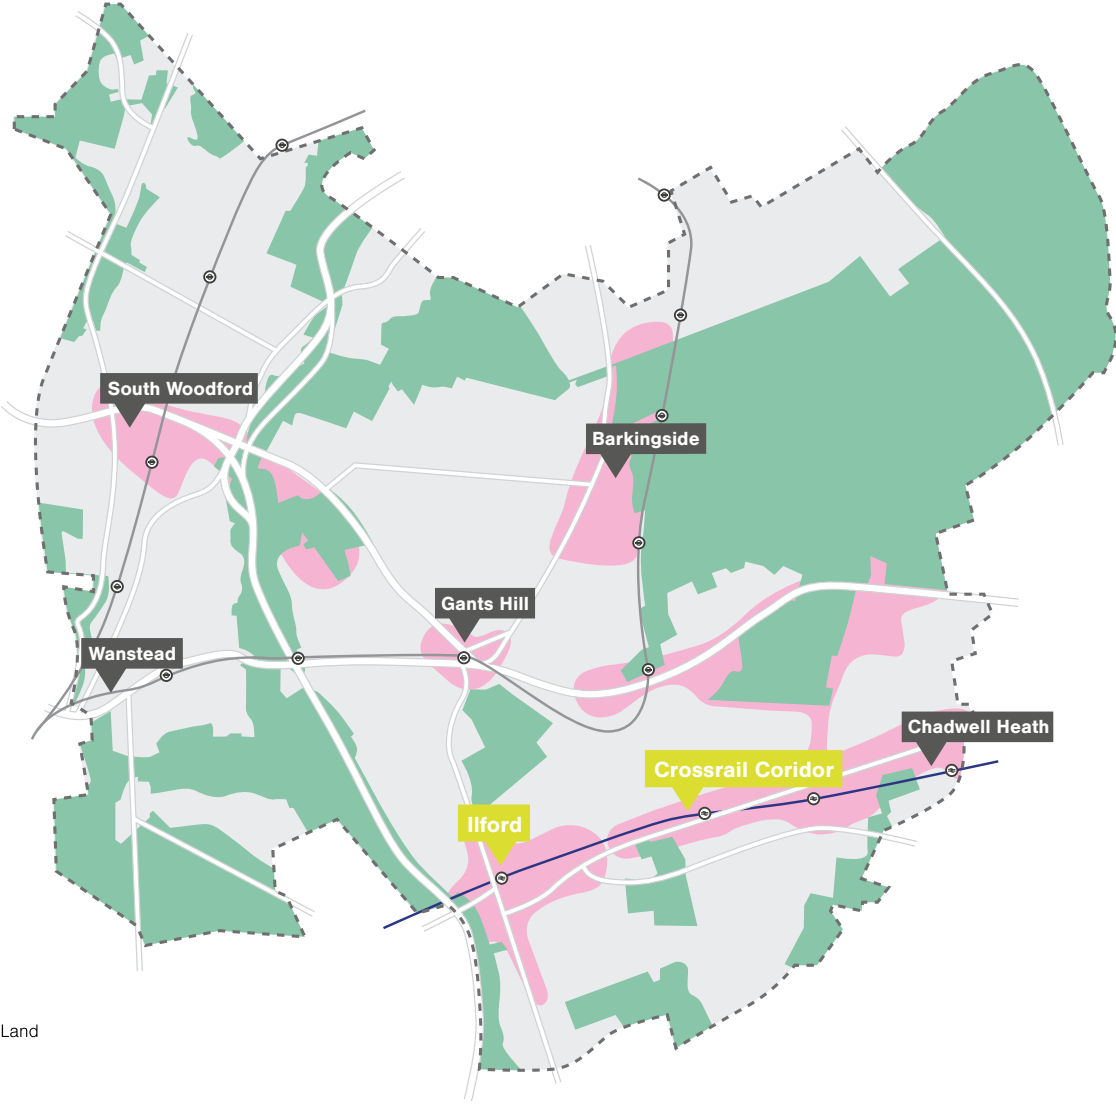 South Woodford
Barkingside
Gants Hill
Wanstead
Chadwell Heath
Crossrail Coridor
Ilford
Land